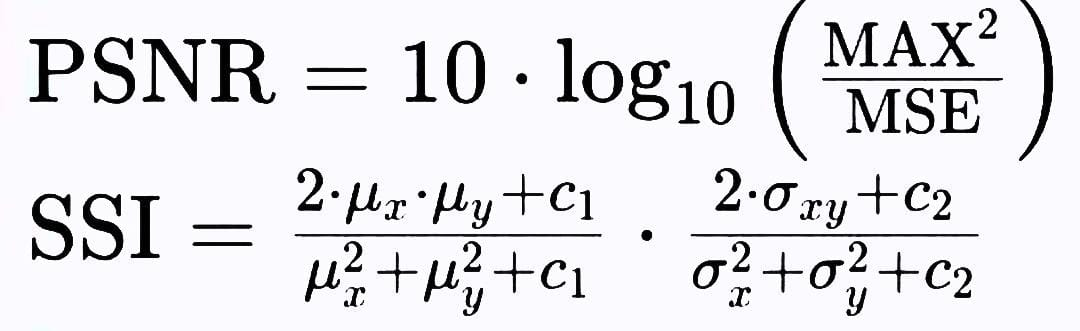 PSNR = 10 · log₁₀ (MAX² / MSE)
SSI = (2·μₓ·μᵧ+c₁ / μₓ²+μᵧ²+c₁) · (2·σₓᵧ+c₂ / σₓ²+σᵧ²+c₂)